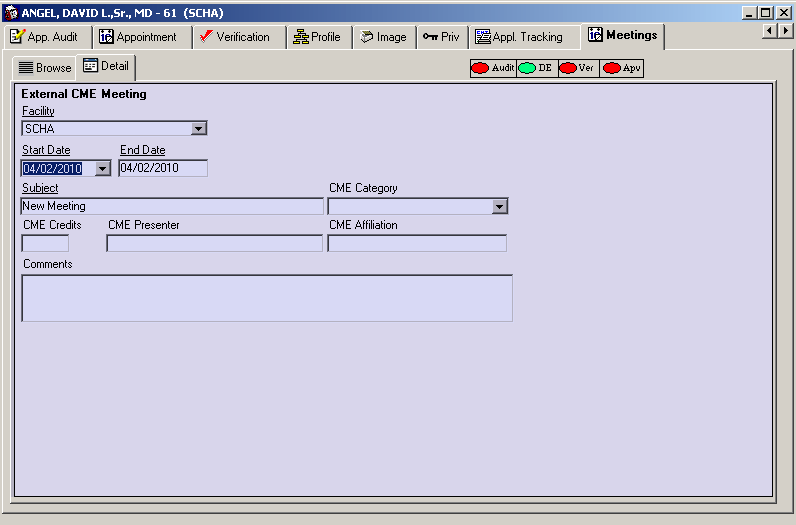 ANGEL, DAVID L.,Sr., MD - 61 (SCHA)
App. Audit Appointment Verification Profile Image Priv Appl. Tracking Meetings
Browse Detail Audit DE Ver Apv
External CME Meeting
Facility
SCHA
Start Date End Date
04/02/2010 04/02/2010
Subject CME Category
New Meeting
CME Credits CME Presenter CME Affiliation
Comments